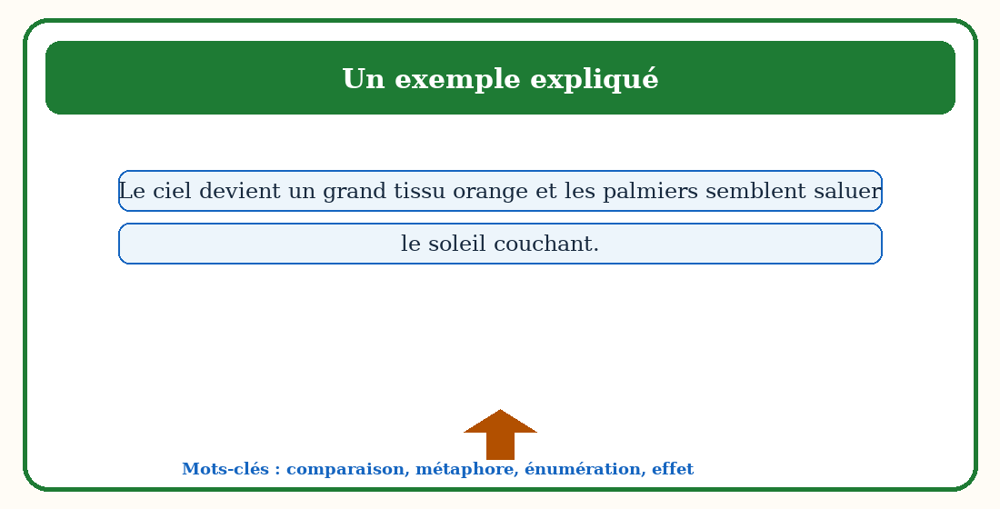 Un exemple expliqué
Le ciel devient un grand tissu orange et les palmiers semblent saluer
le soleil couchant.
Mots-clés : comparaison, métaphore, énumération, effet